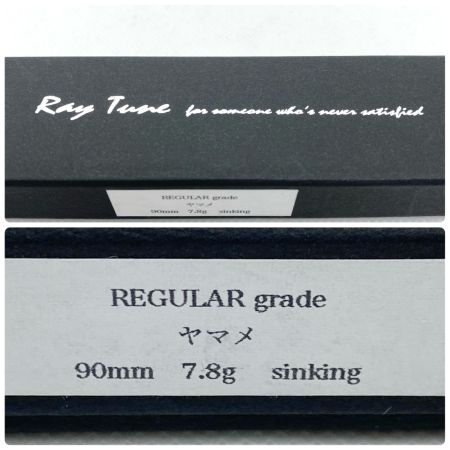 Ray Tune for someone who's never satisfied
REGULAR grade
ヤマメ
90mm 7.8g sinking
REGULAR grade
ヤマメ
90mm 7.8g sinking